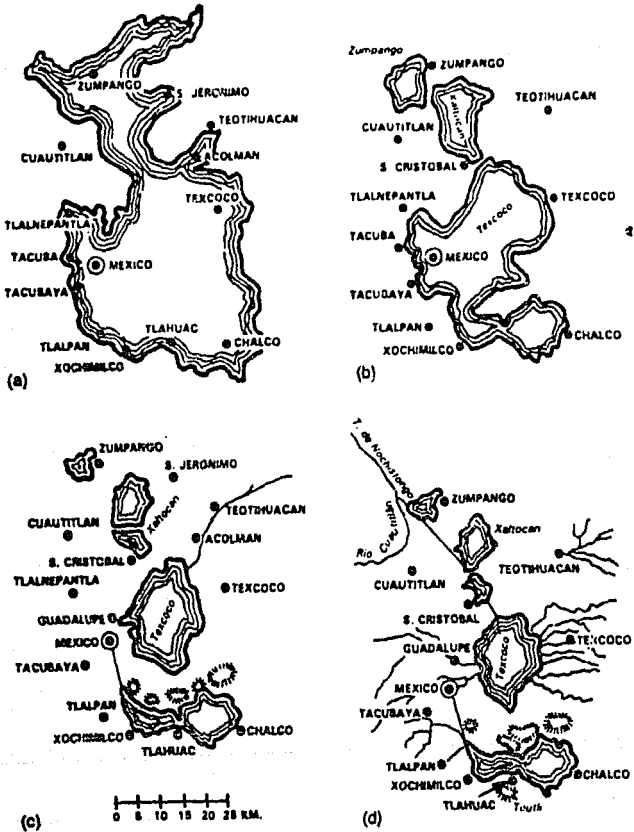 ZUMPANGO
S. JERONIMO
TEOTIHUACAN
CUAUTITLAN
ACOLMAN
TEXCOCO
TLALNEPANTLA
TACUBA
MEXICO
TACUBAYA
TLAHUAC
CHALCO
TLALPAN
XOCHIMILCO
(a)
Zumpango
ZUMPANGO
Xaltocan
TEOTIHUACAN
CUAUTITLAN
S. CRISTOBAL
TLALNEPANTLA
TEXCOCO
Texcoco
TACUBA
MEXICO
TACUBAYA
TLALPAN
XOCHIMILCO
CHALCO
(b)
ZUMPANGO
S. JERONIMO
Xaltocan
TEOTIHUACAN
CUAUTITLAN
ACOLMAN
S. CRISTOBAL
TLALNEPANTLA
TEXCOCO
GUADALUPE
Texcoco
MEXICO
TACUBAYA
TLALPAN
XOCHIMILCO
TLAHUAC
CHALCO
0 5 10 15 20 25 KM.
(c)
T. de Nochistongo
ZUMPANGO
Rio Cuautitlan
Xaltocan
TEOTIHUACAN
CUAUTITLAN
S. CRISTOBAL
TEXCOCO
GUADALUPE
Texcoco
MEXICO
TACUBAYA
TLALPAN
XOCHIMILCO
CHALCO
TLAHUAC
(d)